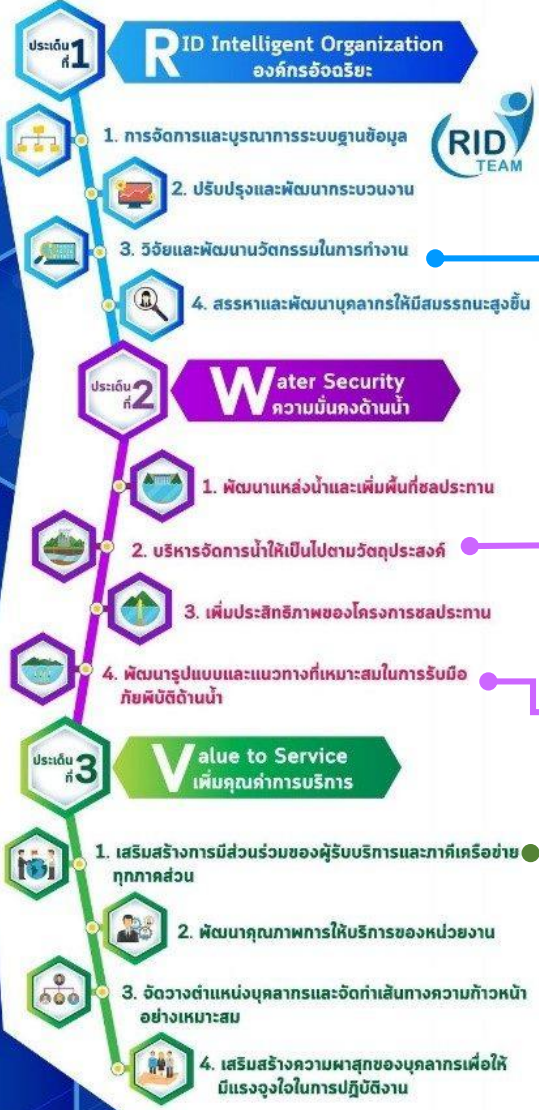 ประเด็น
ที่ 1
RID Intelligent Organization
องค์กรอัจฉริยะ
RID
TEAM
1. การจัดการและบูรณาการระบบฐานข้อมูล
2. ปรับปรุงและพัฒนากระบวนงาน
3. วิจัยและพัฒนานวัตกรรมในการทำงาน
4. สรรหาและพัฒนาบุคลากรให้มีสมรรถนะสูงขึ้น
ประเด็น
ที่ 2
Water Security
ความมั่นคงด้านน้ำ
1. พัฒนาแหล่งน้ำและเพิ่มพื้นที่ชลประทาน
2. บริหารจัดการน้ำให้เป็นไปตามวัตถุประสงค์
3. เพิ่มประสิทธิภาพของโครงการชลประทาน
4. พัฒนารูปแบบและแนวทางที่เหมาะสมในการรับมือ
ภัยพิบัติด้านน้ำ
ประเด็น
ที่ 3
Value to Service
เพิ่มคุณค่าการบริการ
1. เสริมสร้างการมีส่วนร่วมของผู้รับบริการและภาคีเครือข่าย
ทุกภาคส่วน
2. พัฒนาคุณภาพการให้บริการของหน่วยงาน
3. จัดวางตำแหน่งบุคลากรและจัดทำเส้นทางความก้าวหน้า
อย่างเหมาะสม
4. เสริมสร้างความผาสุกของบุคลากรเพื่อให้
มีแรงจูงใจในการปฏิบัติงาน